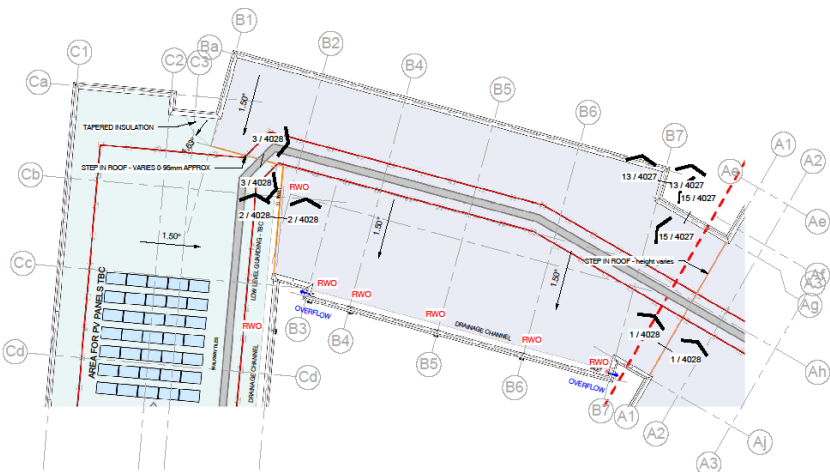 B1
Ba
B2
C1
C2
C3
B4
Ca
B5
B6
B7
A1
A2
1.50°
TAPERED INSULATION
3 / 4028
1.63°
STEP IN ROOF - VARIES 0-95mm APPROX
Ae
13 / 4027
13 / 4027
15 / 4027
Cb
3 / 4028
RWO
Ae
2 / 4028
2 / 4028
1.50°
15 / 4027
1.50°
LOW LEVEL GUARDING - TBC
STEP IN ROOF - height varies
Cc
1.50°
Af
A3
Ag
RWO
RWO
OVERFLOW
AREA FOR PV PANELS TBC
RWO
B3
B4
RWO
DRAINAGE CHANNEL
RWO
1 / 4028
1 / 4028
B5
B6
RWO
Cd
Cd
DRAINAGE CHANNEL
OVERFLOW
Ah
B7
A1
A2
Aj
A3